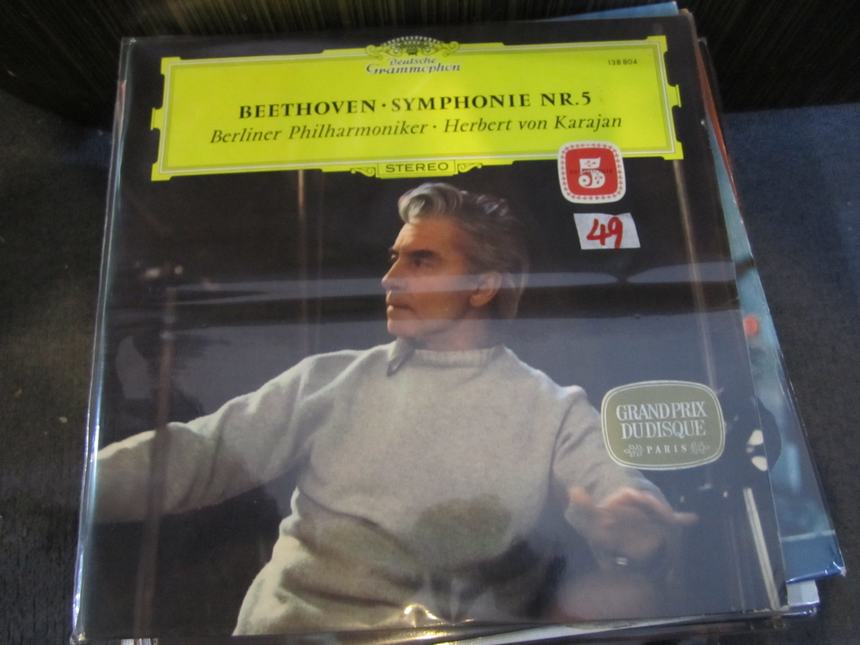 Deutsche
Grammophon
138 804
BEETHOVEN · SYMPHONIE NR.5
Berliner Philharmoniker · Herbert von Karajan
STEREO
5
49
GRAND PRIX
DU DISQUE
PARIS